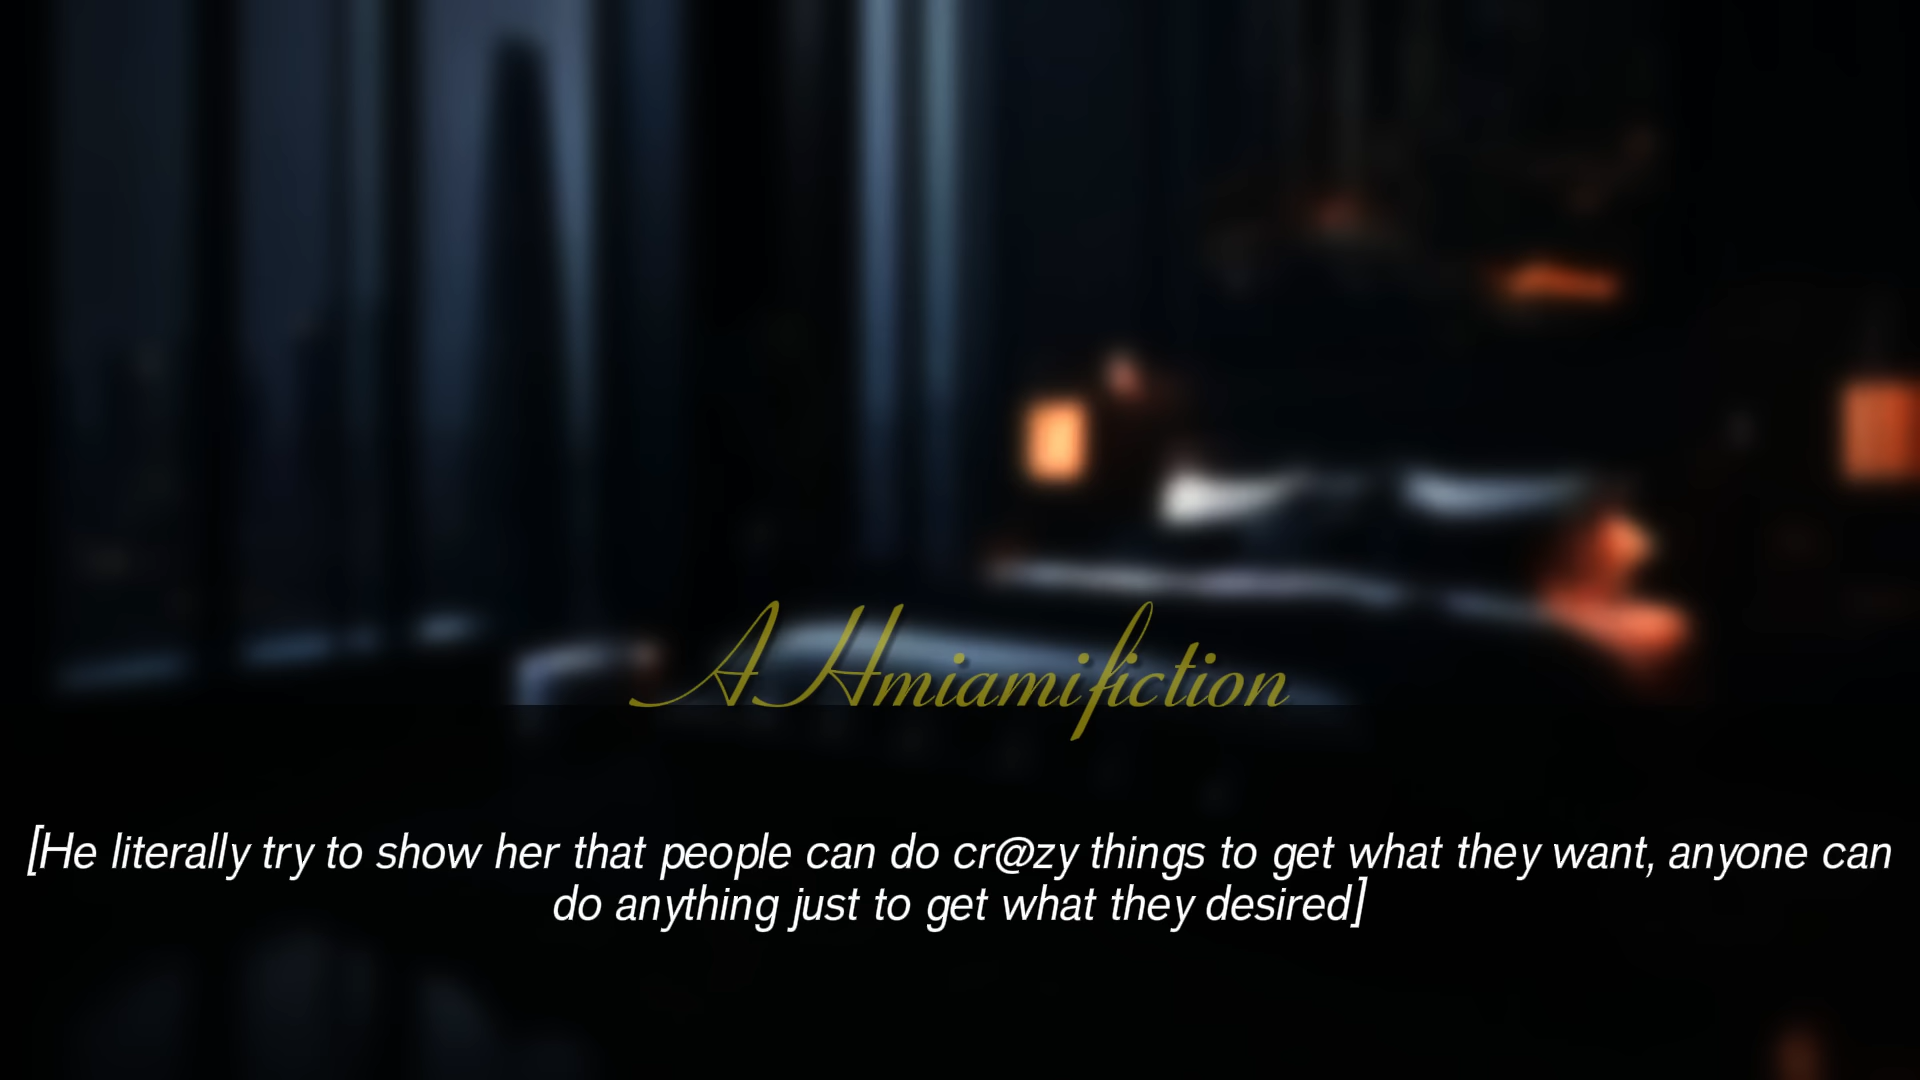 AHmiamifiction
[He literally try to show her that people can do cr@zy things to get what they want, anyone can
do anything just to get what they desired]